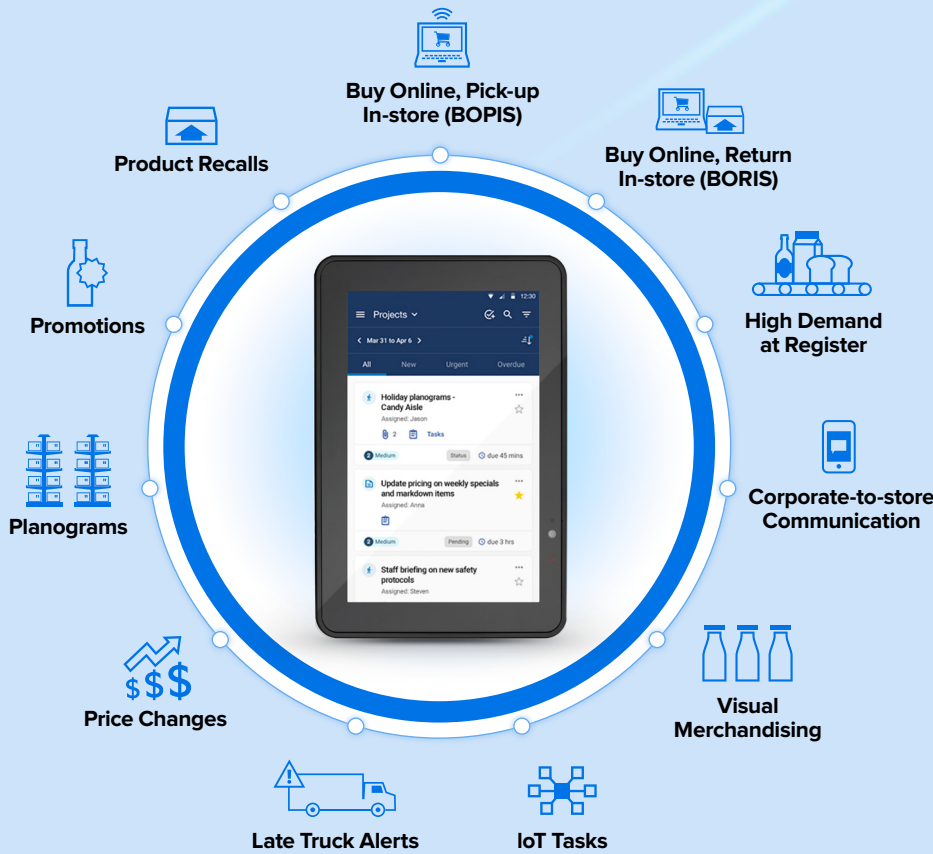 Buy Online, Pick-up
In-store (BOPIS)
Buy Online, Return
In-store (BORIS)
Product Recalls
High Demand
at Register
Promotions
Corporate-to-store
Communication
Planograms
Visual
Merchandising
$$$
Price Changes
Late Truck Alerts
IoT Tasks
12:30
Projects
Mar 31 to Apr 6
All New Urgent Overdue
Holiday planograms -
Candy Aisle
Assigned: Jason
2 Tasks
2 Medium Status due 45 mins
Update pricing on weekly specials
and markdown items
Assigned: Anna
2 Medium Pending due 3 hrs
Staff briefing on new safety
protocols
Assigned: Steven